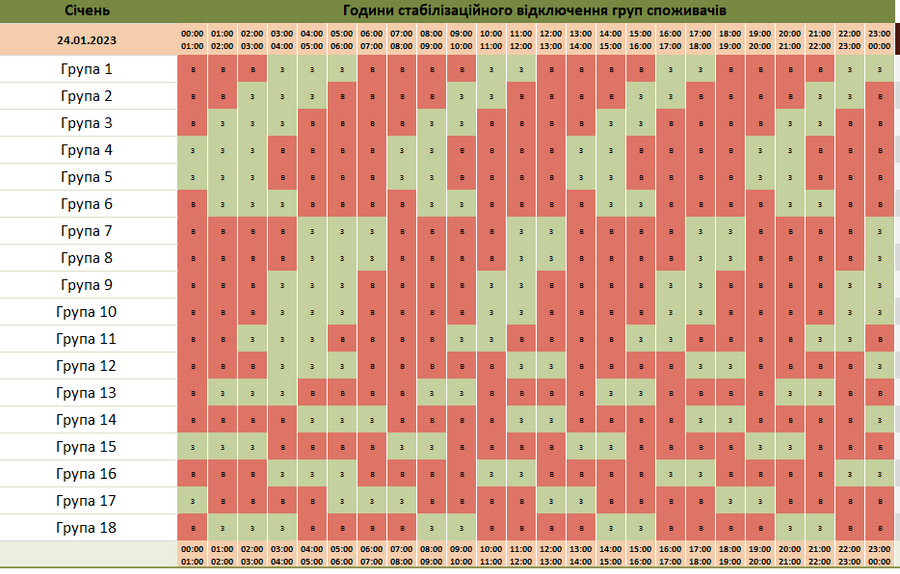 Січень Години стабілізаційного відключення груп споживачів
24.01.2023
00:00 01:00 02:00 03:00 04:00 05:00 06:00 07:00 08:00 09:00 10:00 11:00 12:00 13:00 14:00 15:00 16:00 17:00 18:00 19:00 20:00 21:00 22:00 23:00
01:00 02:00 03:00 04:00 05:00 06:00 07:00 08:00 09:00 10:00 11:00 12:00 13:00 14:00 15:00 16:00 17:00 18:00 19:00 20:00 21:00 22:00 23:00 00:00
Група 1 В В В З З З В В В В З З В В В В З З В В В В З З
Група 2 В В З З З В В В В З З В В В В З З В В В В З З В
Група 3 В З З З В В В В З З В В В В З З В В В В З З В В
Група 4 З З З В В В В З З В В В В З З В В В В З З В В В
Група 5 З З З В В В В З З В В В В З З В В В В З З В В В
Група 6 В З З З В В В В З З В В В В З З В В В В З З В В
Група 7 В В В В З З З В В В В З З В В В В З З В В В В З
Група 8 В В В В З З З В В В В З З В В В В З З В В В В З
Група 9 В В В З З З В В В В З З В В В В З З В В В В З З
Група 10 В В В З З З В В В В З З В В В В З З В В В В З З
Група 11 В В З З З В В В В З З В В В В З З В В В В З З В
Група 12 В В В З З З В В В В В З З В В В В З З В В В В З
Група 13 В З З З В В В В З З В В В В З З В В В В З З В В
Група 14 В В В В З З З В В В В З З В В В В З З В В В В З
Група 15 З З З В В В В З З В В В В З З В В В В З З В В В
Група 16 В В В З З З В В В В З З В В В В З З В В В В З З
Група 17 З В В В В З З З В В В В З З В В В В З З В В В В
Група 18 В З З З В В В В З З В В В В З З В В В В З З В В
00:00 01:00 02:00 03:00 04:00 05:00 06:00 07:00 08:00 09:00 10:00 11:00 12:00 13:00 14:00 15:00 16:00 17:00 18:00 19:00 20:00 21:00 22:00 23:00
01:00 02:00 03:00 04:00 05:00 06:00 07:00 08:00 09:00 10:00 11:00 12:00 13:00 14:00 15:00 16:00 17:00 18:00 19:00 20:00 21:00 22:00 23:00 00:00